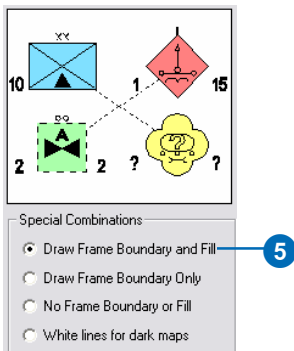 xx
10
1
15
A
2
2
?
?
?
Special Combinations
Draw Frame Boundary and Fill
5
Draw Frame Boundary Only
No Frame Boundary or Fill
White lines for dark maps